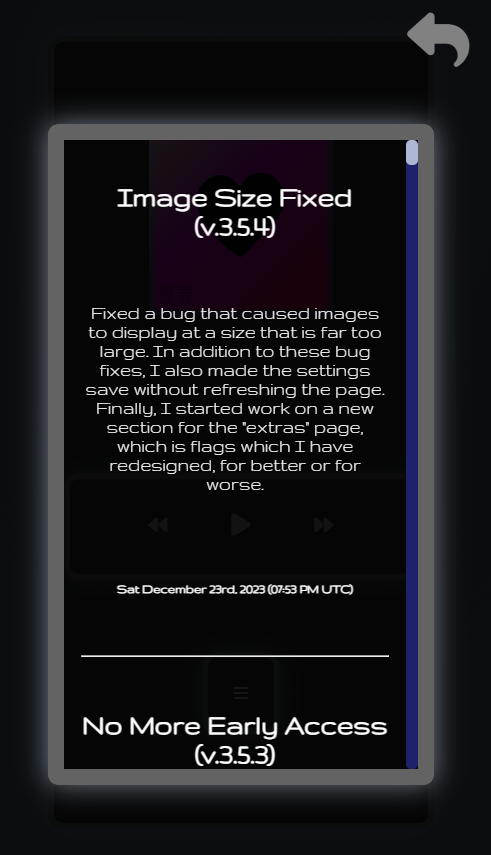 Image Size Fixed
(v.3.5.4)
Fixed a bug that caused images
to display at a size that is far too
large. In addition to these bug
fixes, I also made the settings
save without refreshing the page.
Finally, I started work on a new
section for the "extras" page,
which is flags which I have
redesigned, for better or for
worse.
Sat December 23rd, 2023 (07:53 PM UTC)
No More Early Access
(v.3.5.3)